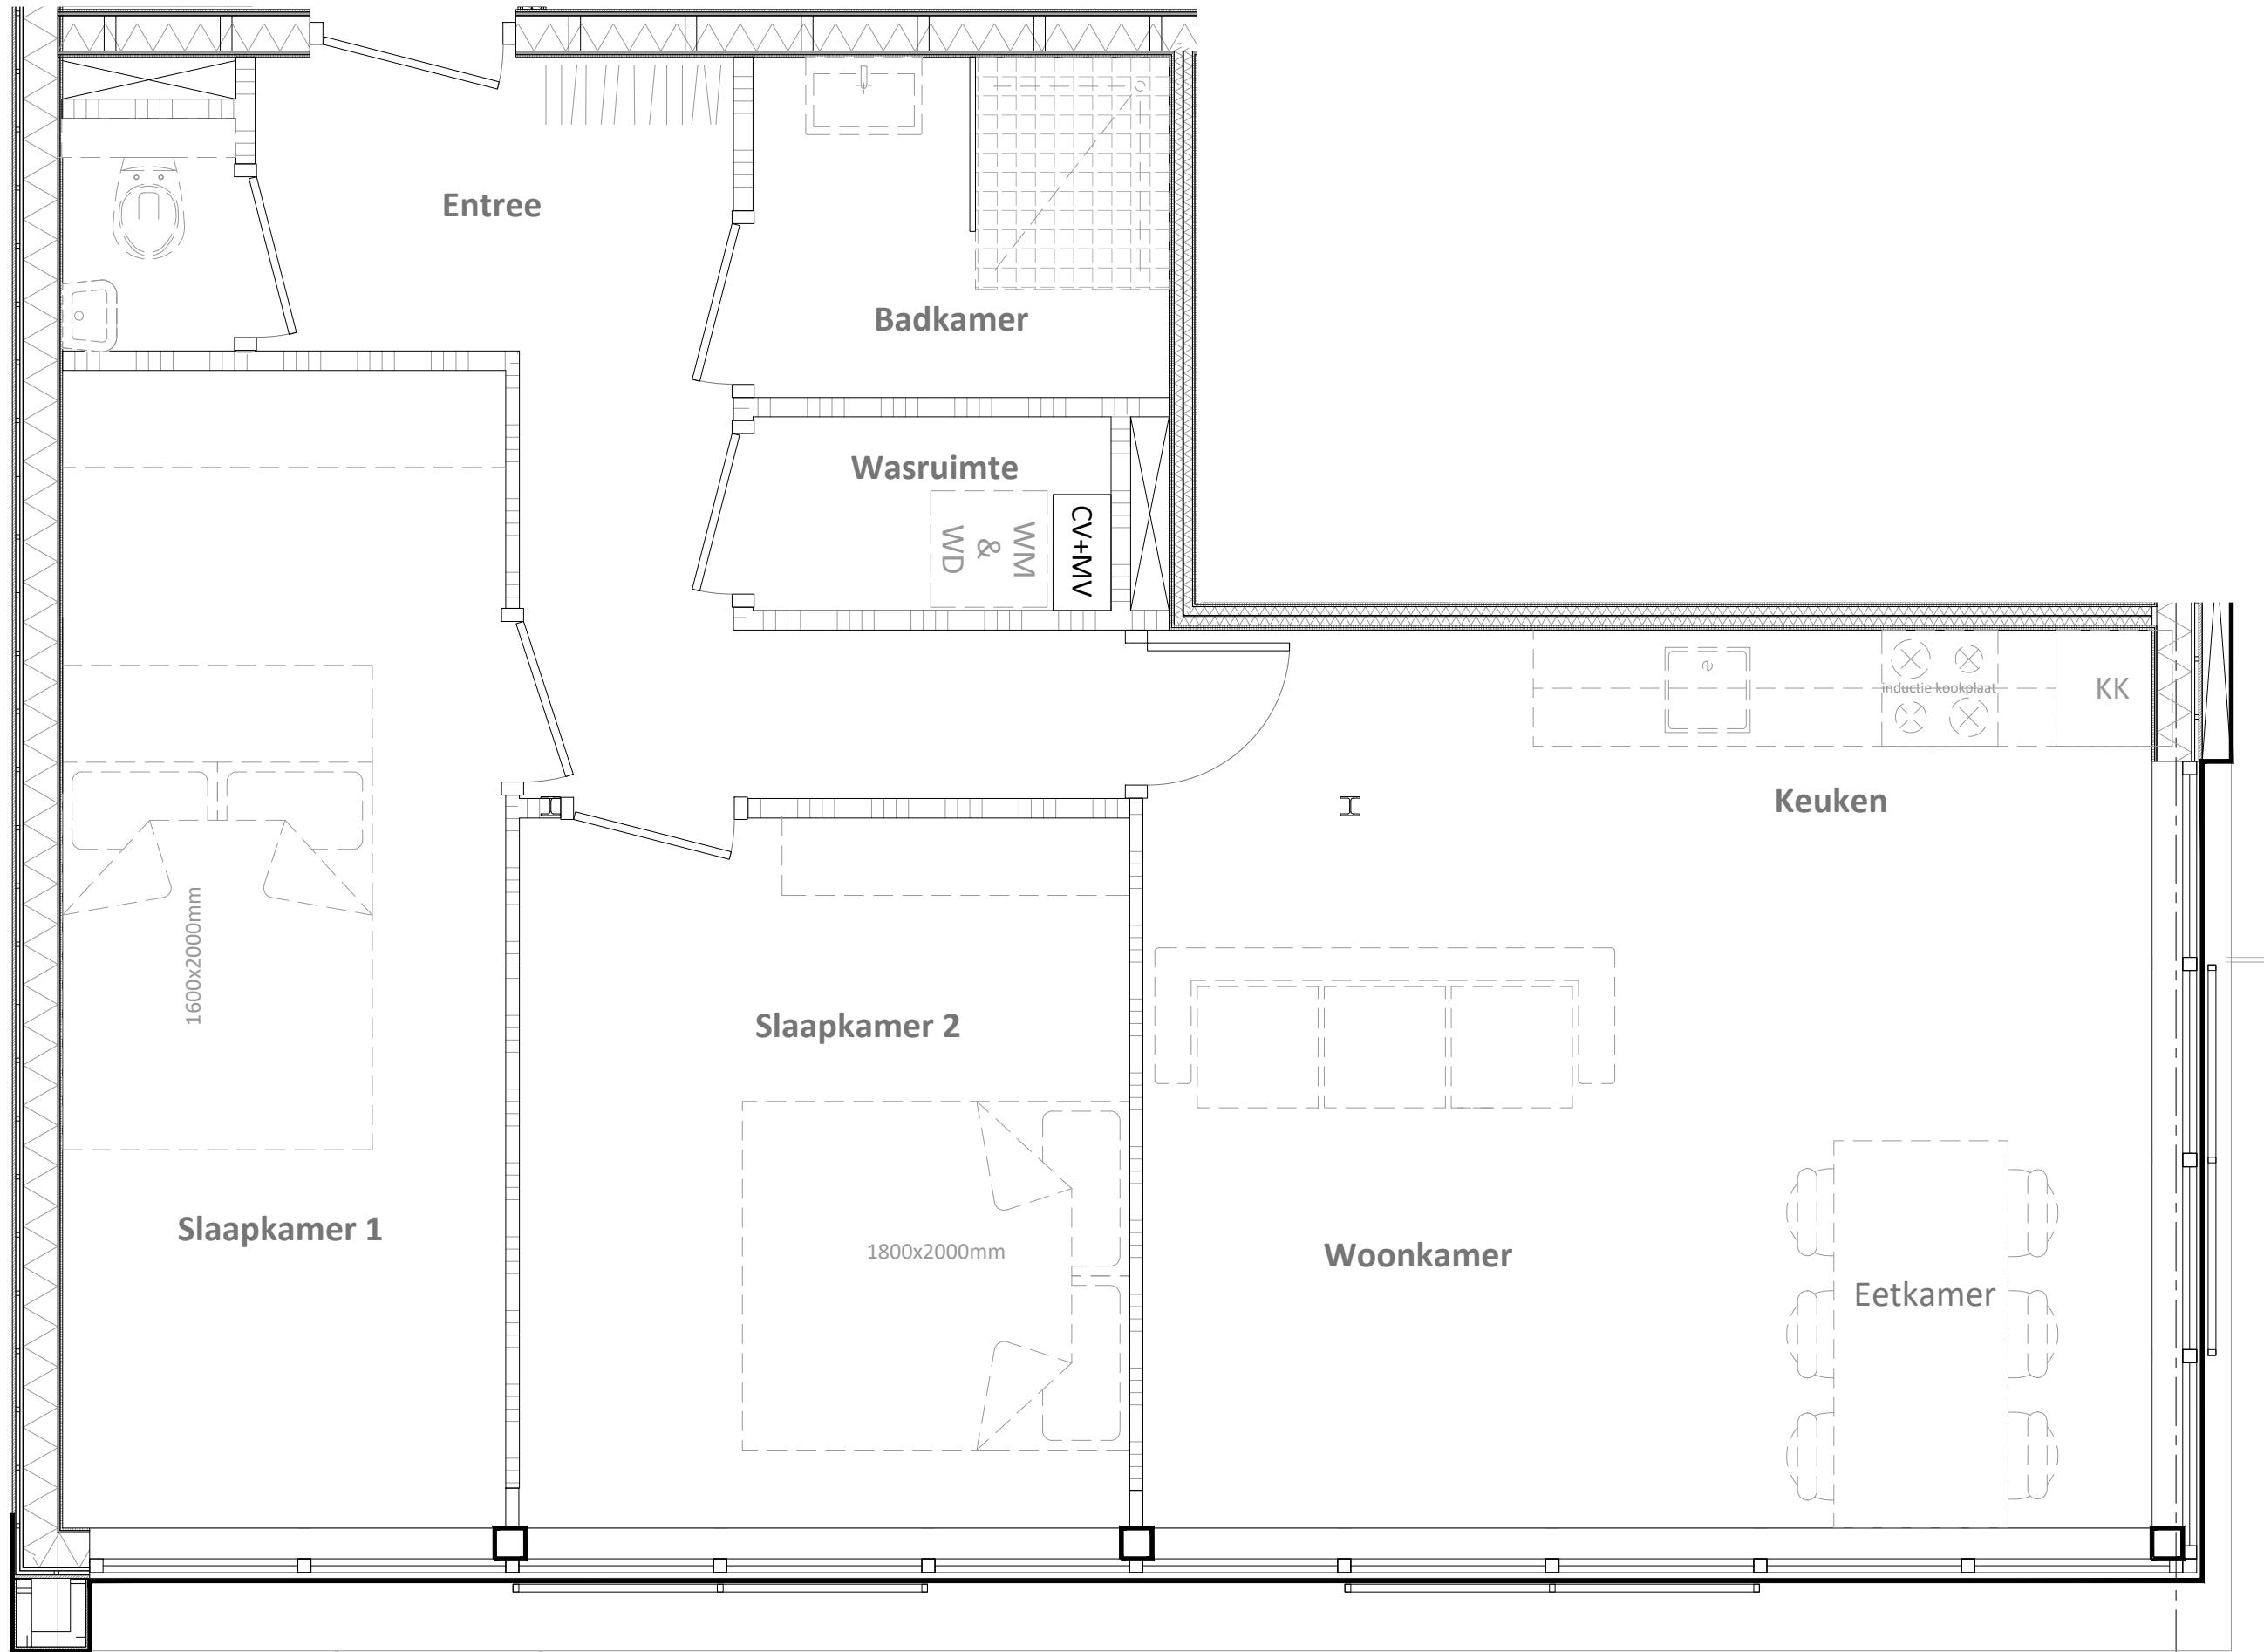 Entree
Badkamer
Wasruimte
WM
&
WD
CV+MV
inductie kookplaat
KK
Keuken
1600x2000mm
Slaapkamer 2
Slaapkamer 1
1800x2000mm
Woonkamer
Eetkamer